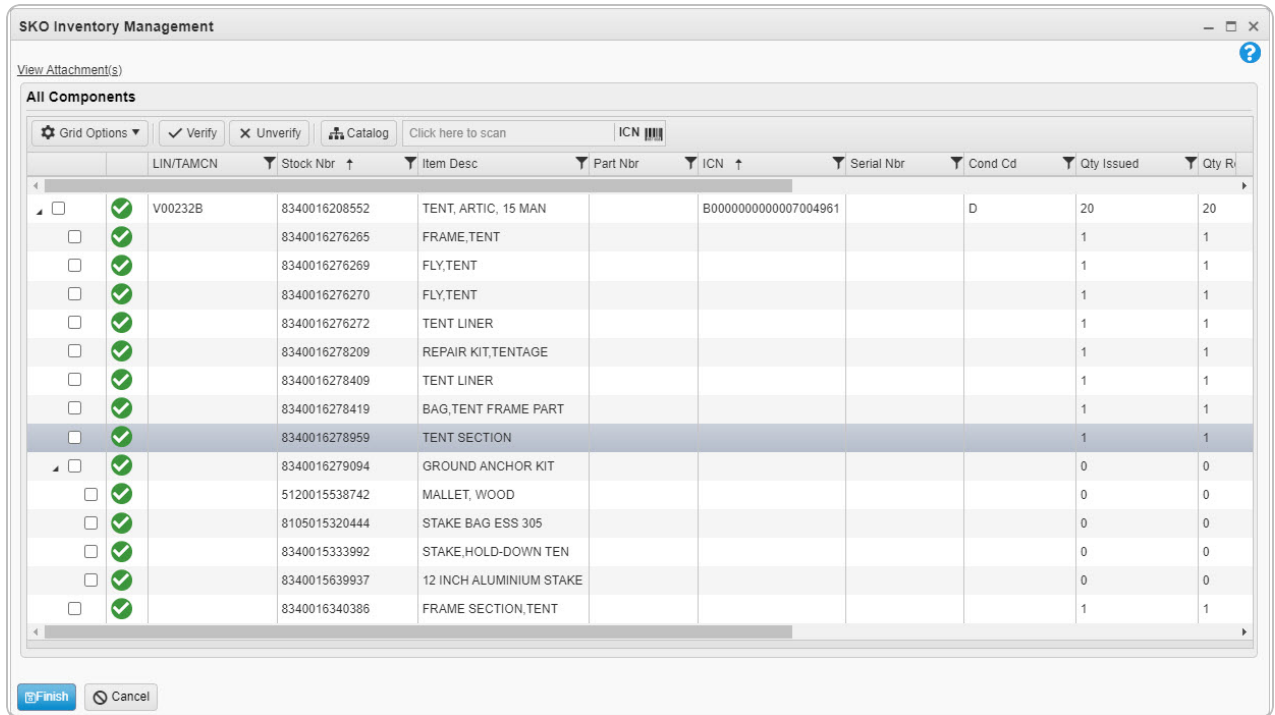 SKO Inventory Management
View Attachment(s)
All Components
Grid Options Verify Unverify Catalog Click here to scan ICN
LIN/TAMCN Stock Nbr ↑ Item Desc Part Nbr ICN ↑ Serial Nbr Cond Cd Qty Issued Qty R
V00232B 8340016208552 TENT, ARTIC, 15 MAN B0000000000007004961 D 20 20
8340016276265 FRAME,TENT 1 1
8340016276269 FLY,TENT 1 1
8340016276270 FLY,TENT 1 1
8340016276272 TENT LINER 1 1
8340016278209 REPAIR KIT,TENTAGE 1 1
8340016278409 TENT LINER 1 1
8340016278419 BAG,TENT FRAME PART 1 1
8340016278959 TENT SECTION 1 1
8340016279094 GROUND ANCHOR KIT 0 0
5120015538742 MALLET, WOOD 0 0
8105015320444 STAKE BAG ESS 305 0 0
8340015333992 STAKE,HOLD-DOWN TEN 0 0
8340015639937 12 INCH ALUMINIUM STAKE 0 0
8340016340386 FRAME SECTION,TENT 1 1
Finish Cancel